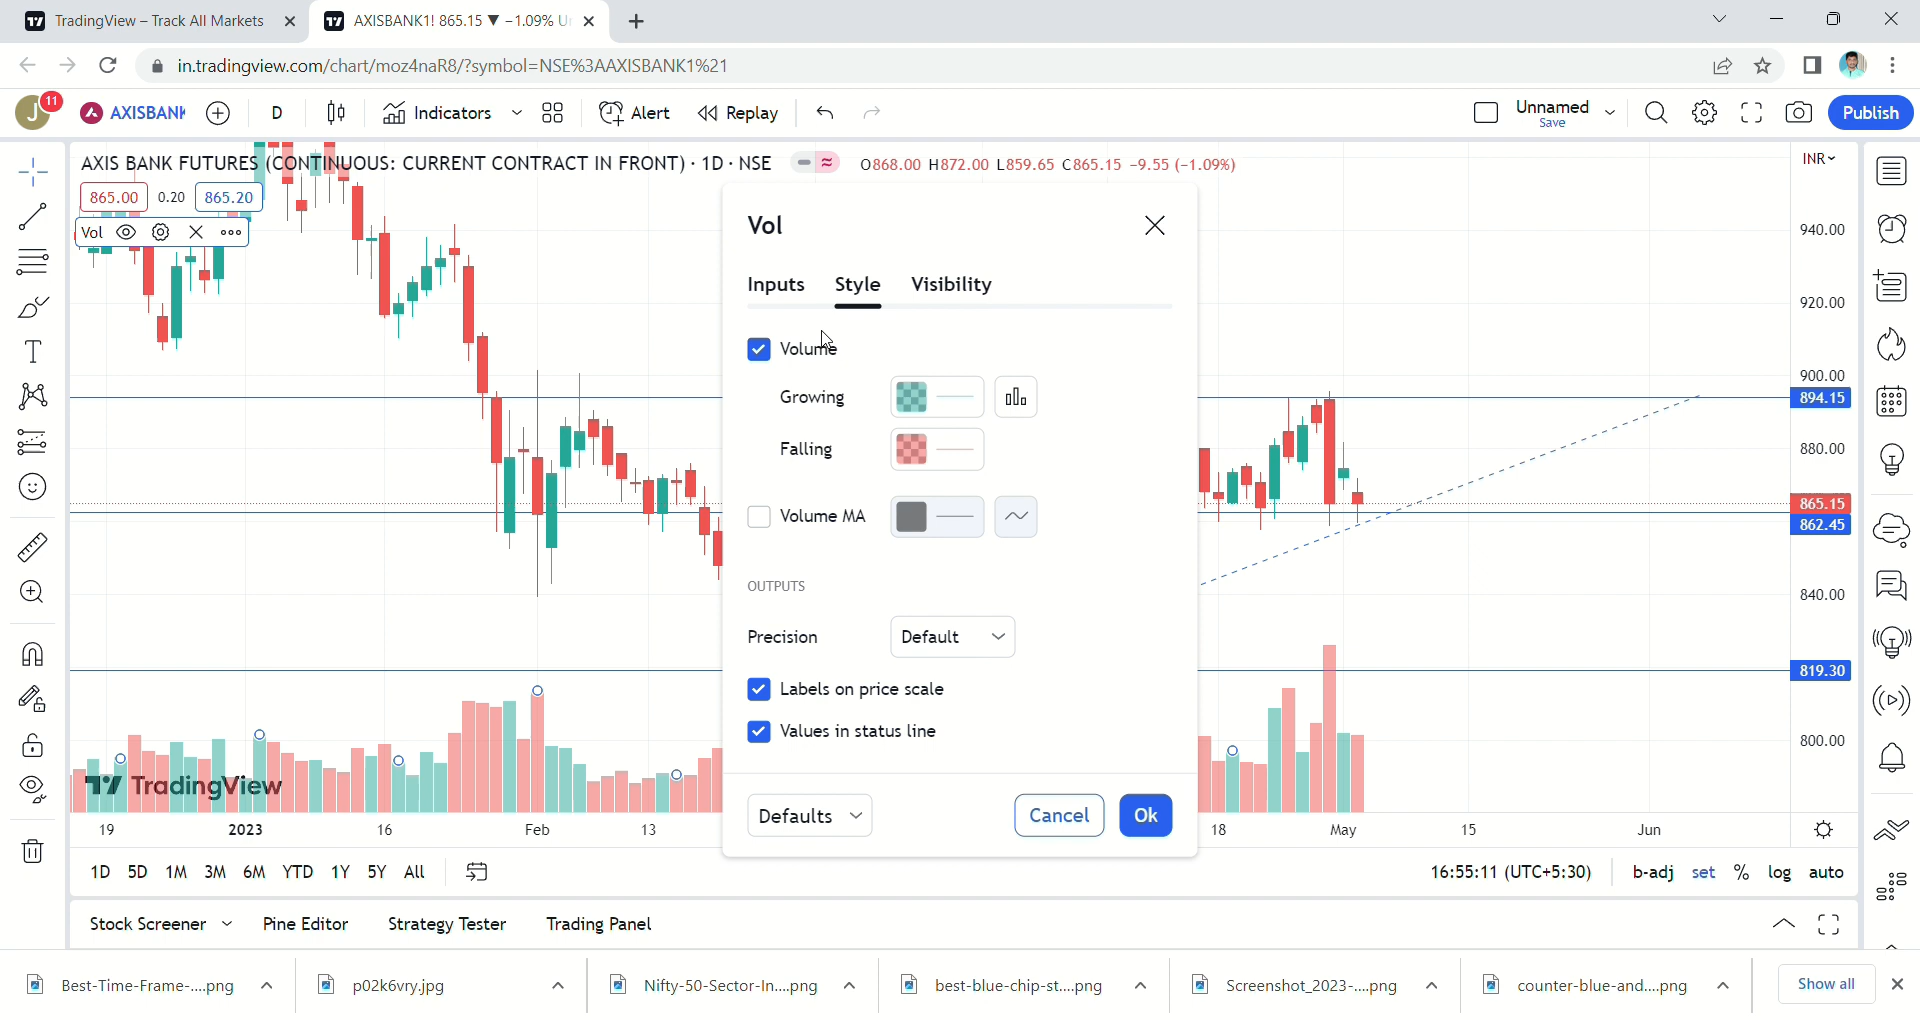 TradingView – Track All Markets
AXISBANK1! 865.15 ▼ −1.09% U
in.tradingview.com/chart/moz4naR8/?symbol=NSE%3AAXISBANK1%21
J 11 AXISBANK D Indicators Alert Replay Unnamed Save Publish
AXIS BANK FUTURES (CONTINUOUS: CURRENT CONTRACT IN FRONT) · 1D · NSE O868.00 H872.00 L859.65 C865.15 −9.55 (−1.09%) INR
865.00 0.20 865.20
Vol
940.00
920.00
900.00
894.15
880.00
865.15
862.45
840.00
819.30
800.00
Vol
Inputs Style Visibility
Volume
Growing
Falling
Volume MA
OUTPUTS
Precision Default
Labels on price scale
Values in status line
Defaults Cancel Ok
TradingView
19 2023 16 Feb 13 18 May 15 Jun
1D 5D 1M 3M 6M YTD 1Y 5Y All 16:55:11 (UTC+5:30) b-adj set % log auto
Stock Screener Pine Editor Strategy Tester Trading Panel
Best-Time-Frame-....png p02k6vry.jpg Nifty-50-Sector-In....png best-blue-chip-st....png Screenshot_2023-....png counter-blue-and....png Show all